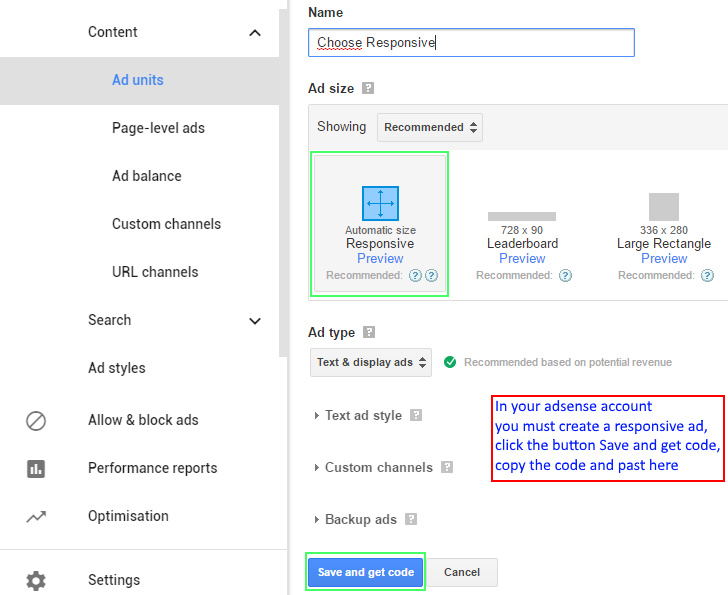 Content
Ad units
Page-level ads
Ad balance
Custom channels
URL channels
Search
Ad styles
Allow & block ads
Performance reports
Optimisation
Settings
Name
Choose Responsive
Ad size ?
Showing Recommended
Automatic size
Responsive
Preview
Recommended: ? ?
728 x 90
Leaderboard
Preview
Recommended: ?
336 x 280
Large Rectangle
Preview
Recommended: ?
Ad type ?
Text & display ads Recommended based on potential revenue
Text ad style ?
Custom channels ?
Backup ads ?
In your adsense account
you must create a responsive ad,
click the button Save and get code,
copy the code and past here
Save and get code Cancel